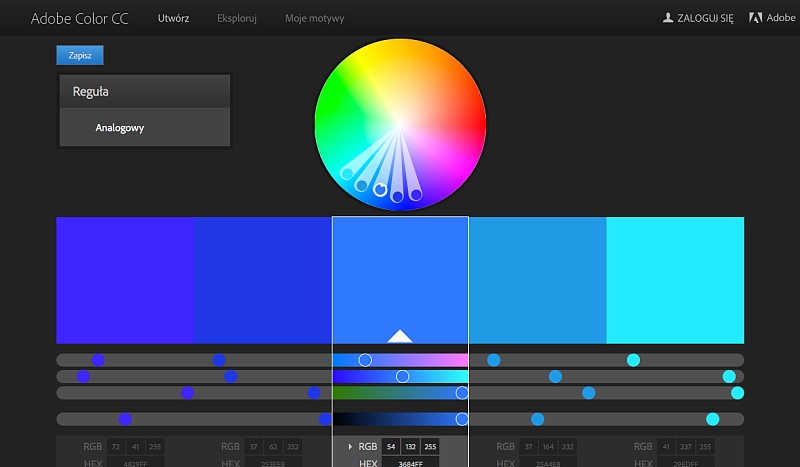 Adobe Color CC Utwórz Eksploruj Moje motywy ZALOGUJ SIĘ Adobe
Zapisz
Reguła
Analogowy
RGB 72 41 255 RGB 37 62 232 RGB 54 132 255 RGB 37 164 232 RGB 41 237 255
HEX 4829FF HEX 253EE8 HEX 3684FF HEX 25A4E8 HEX 29EDFF